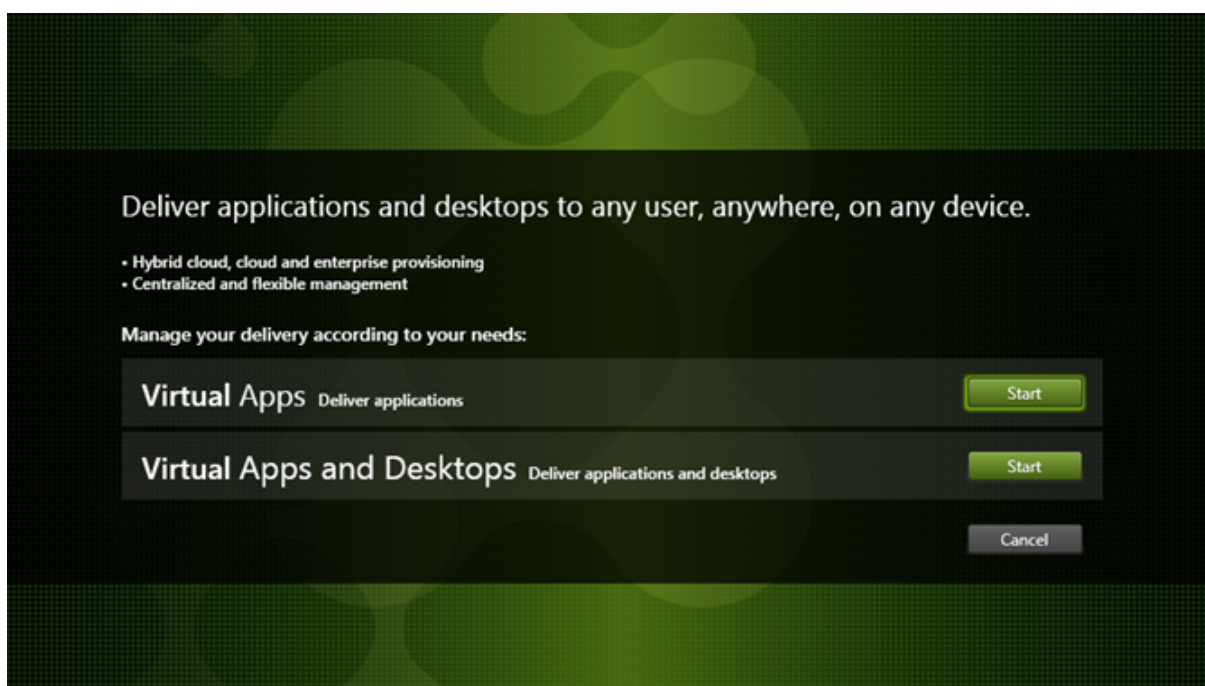 Deliver applications and desktops to any user, anywhere, on any device.
• Hybrid cloud, cloud and enterprise provisioning
• Centralized and flexible management
Manage your delivery according to your needs:
Virtual Apps Deliver applications Start
Virtual Apps and Desktops Deliver applications and desktops Start
Cancel